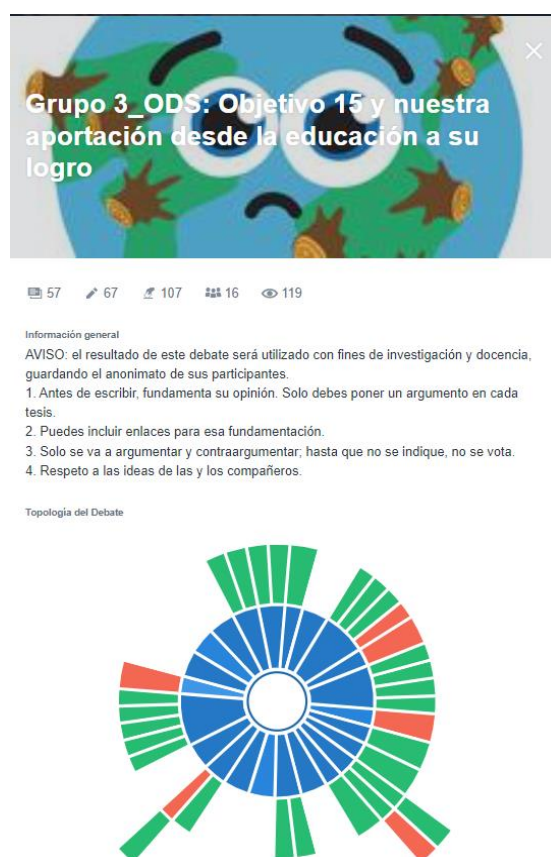 Grupo 3_ODS: Objetivo 15 y nuestra
aportación desde la educación a su
logro
57 67 107 16 119
Información general
AVISO: el resultado de este debate será utilizado con fines de investigación y docencia,
guardando el anonimato de sus participantes.
1. Antes de escribir, fundamenta su opinión. Solo debes poner un argumento en cada
tesis.
2. Puedes incluir enlaces para esa fundamentación.
3. Solo se va a argumentar y contraargumentar; hasta que no se indique, no se vota.
4. Respeto a las ideas de las y los compañeros.
Topología del Debate